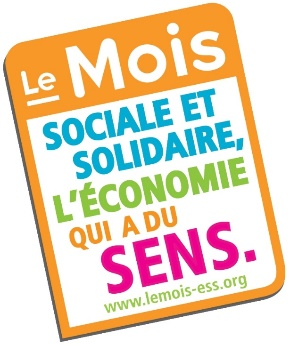 Le Mois
SOCIALE ET
SOLIDAIRE,
L'ÉCONOMIE
QUI A DU
SENS.
www.lemois-ess.org